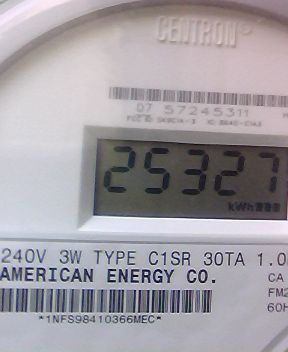 CENTRON®
07 57245311
25327
kWh
240V 3W TYPE C1SR 30TA 1.0
AMERICAN ENERGY CO.
CA
FM2
60H
*1NFS98410366MEC*